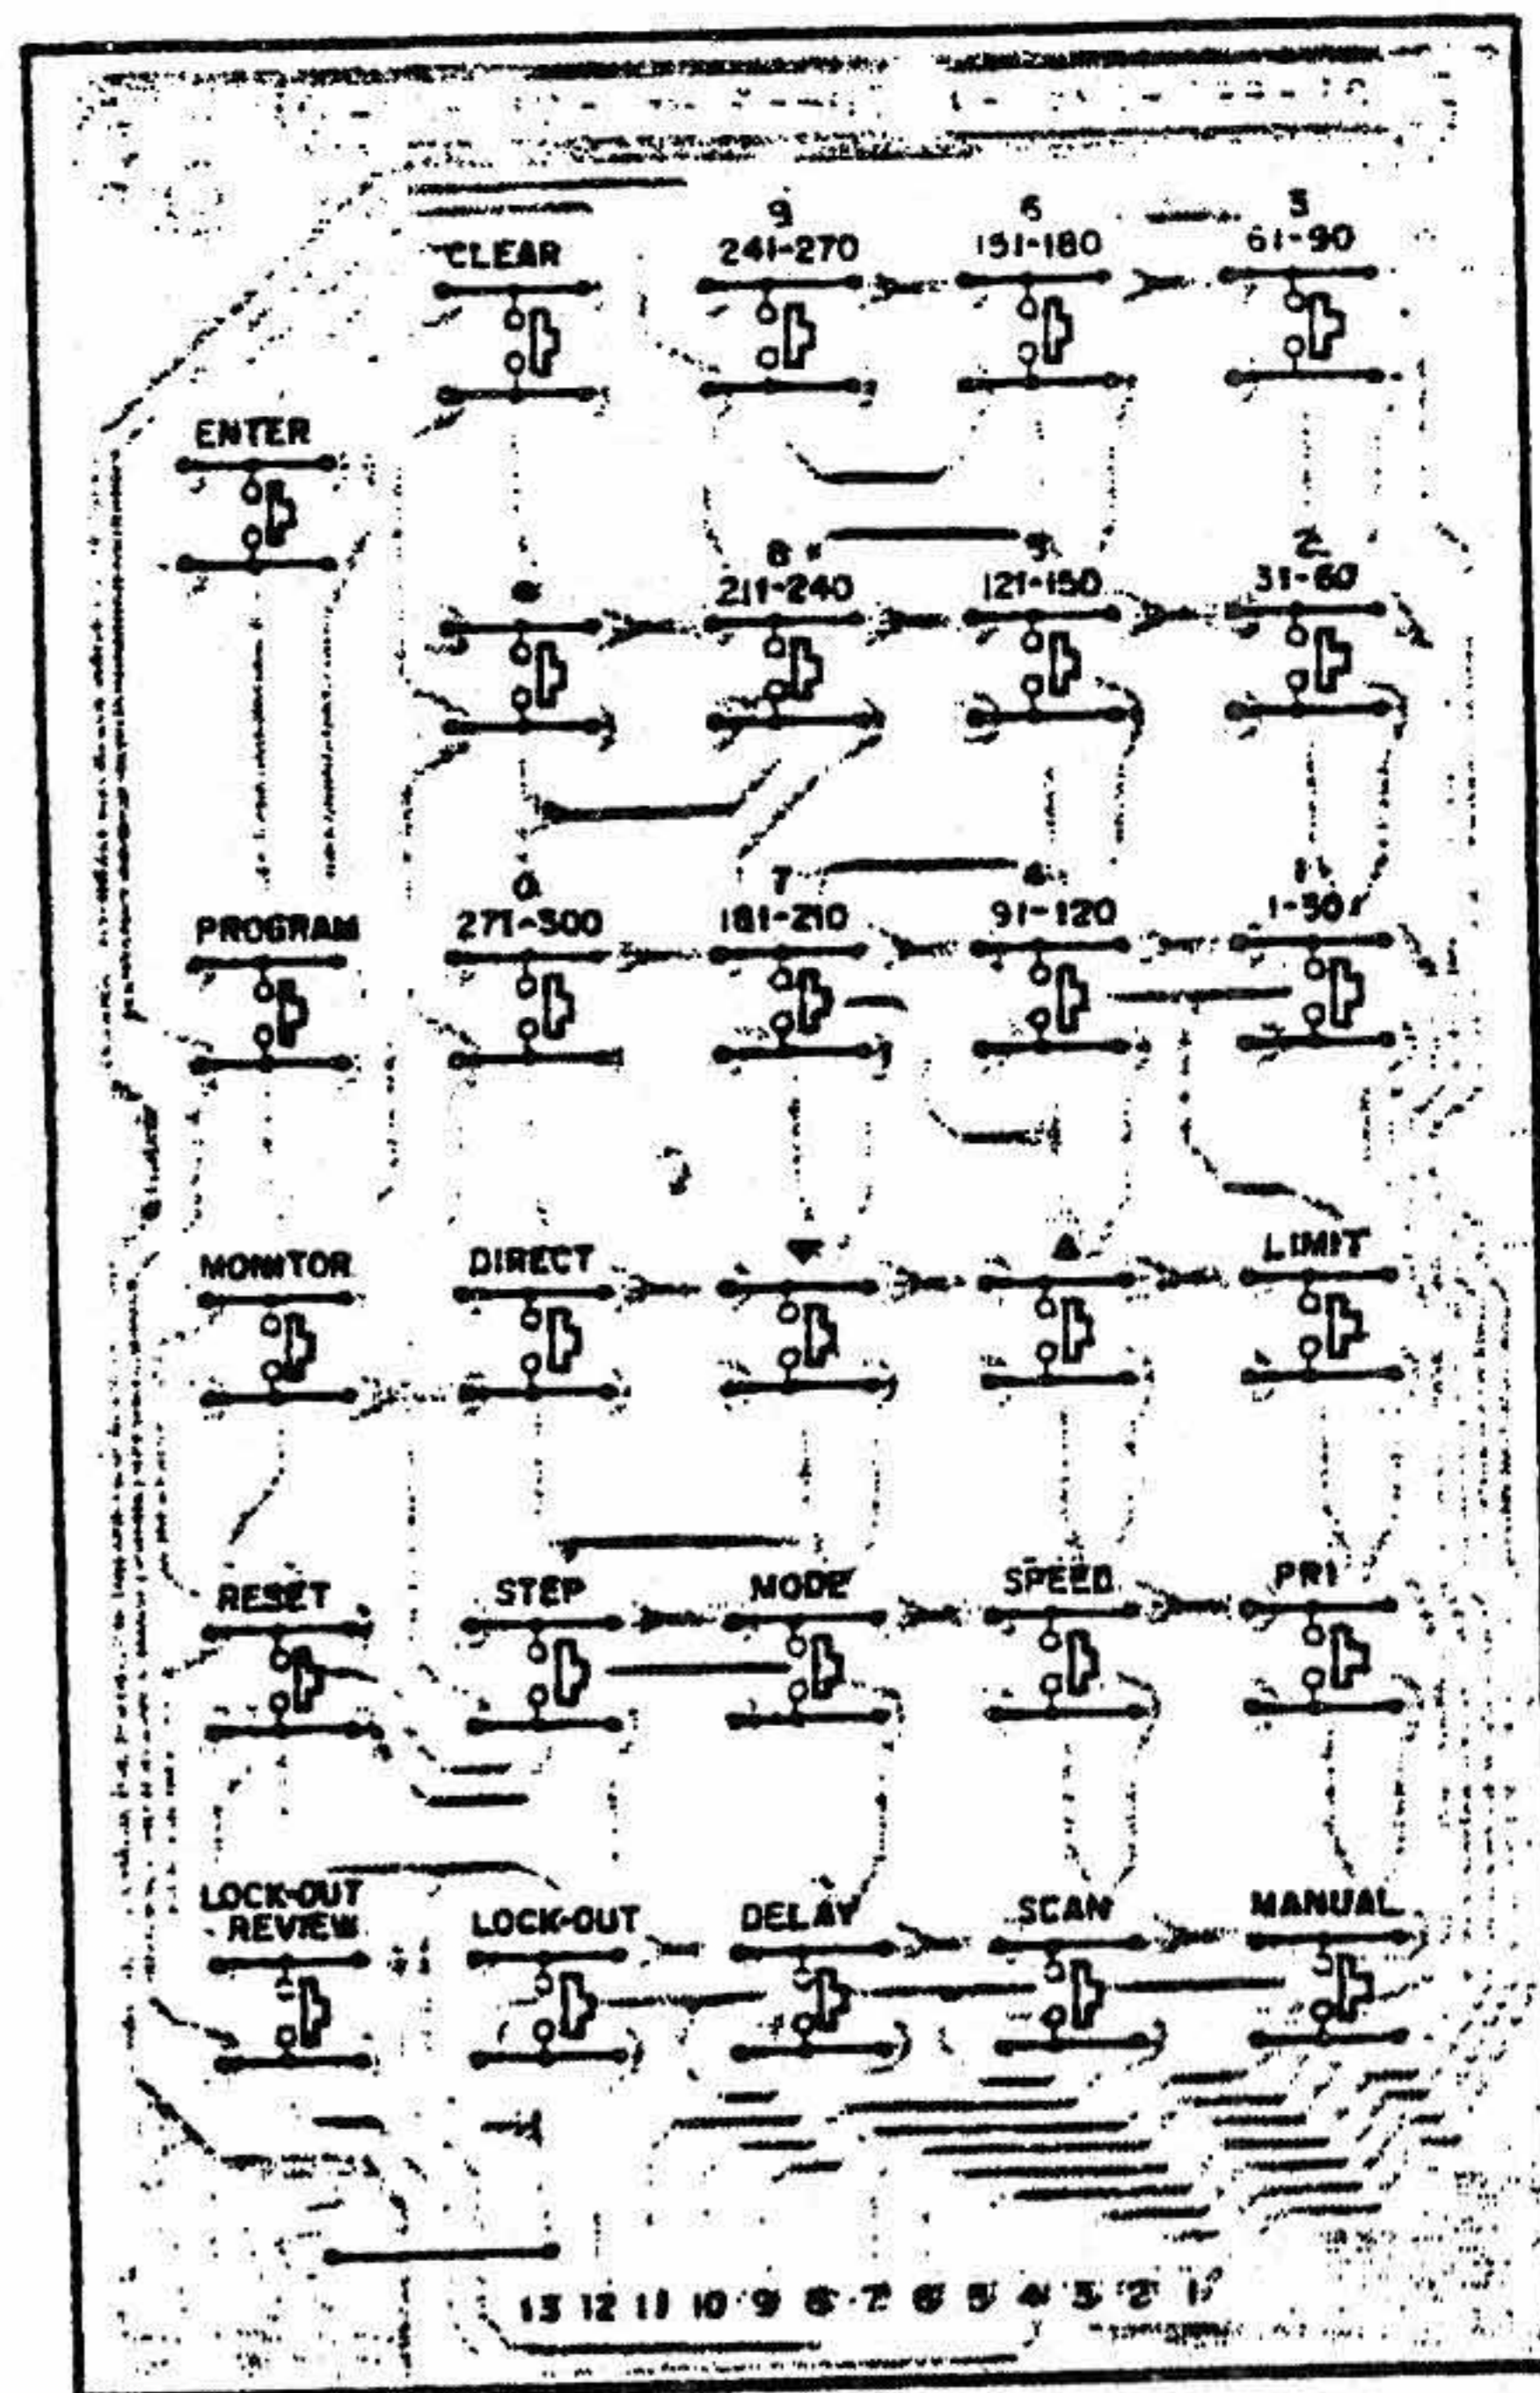 9 6 3
CLEAR 241-270 151-180 61-90
ENTER
8 5 2
211-240 121-150 31-60
0 7 4 1
PROGRAM 271-300 181-210 91-120 1-30
MONITOR DIRECT ▼ ▲ LIMIT
RESET STEP MODE SPEED PRI
LOCK-OUT
REVIEW LOCK-OUT DELAY SCAN MANUAL
13 12 11 10 9 8 7 6 5 4 3 2 1